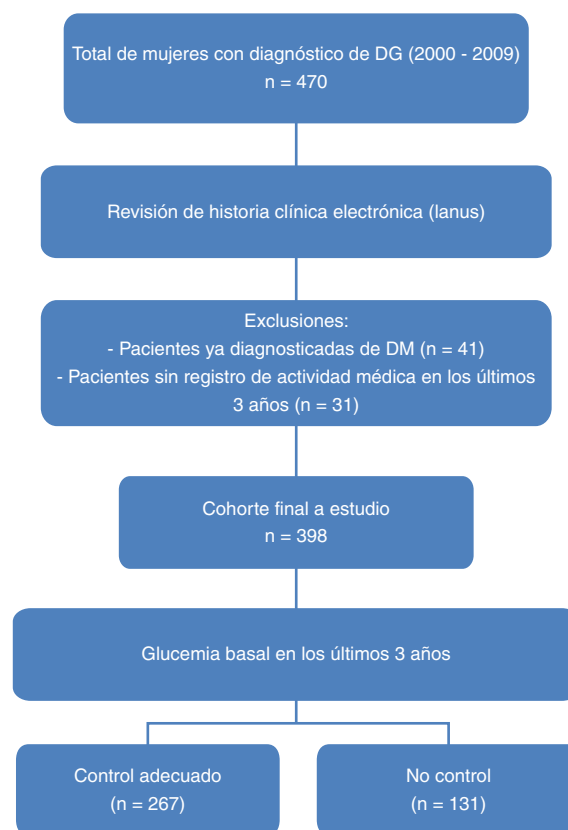 Total de mujeres con diagnóstico de DG (2000 - 2009)
n = 470
Revisión de historia clínica electrónica (Ianus)
Exclusiones:
- Pacientes ya diagnosticadas de DM (n = 41)
- Pacientes sin registro de actividad médica en los últimos
3 años (n = 31)
Cohorte final a estudio
n = 398
Glucemia basal en los últimos 3 años
Control adecuado
(n = 267)
No control
(n = 131)